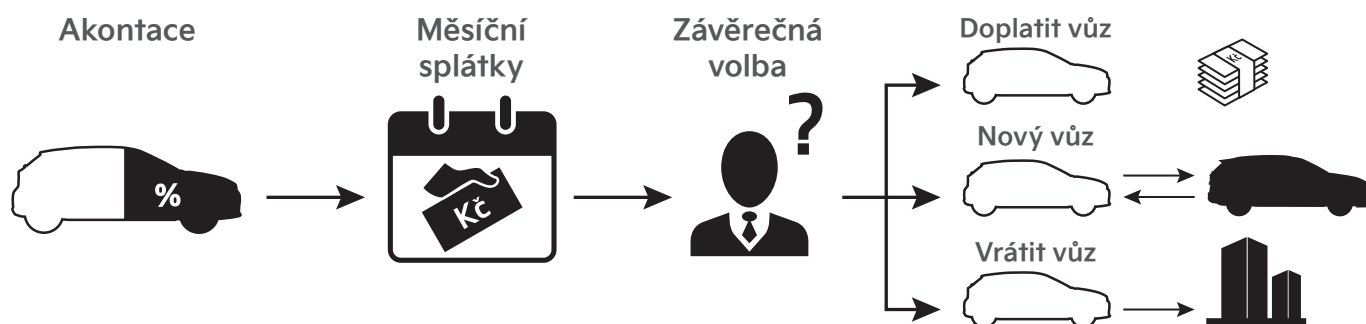 Akontace
%
Měsíční
splátky
Kč
Závěrečná
volba
?
Doplatit vůz
Kč
Nový vůz
Vrátit vůz